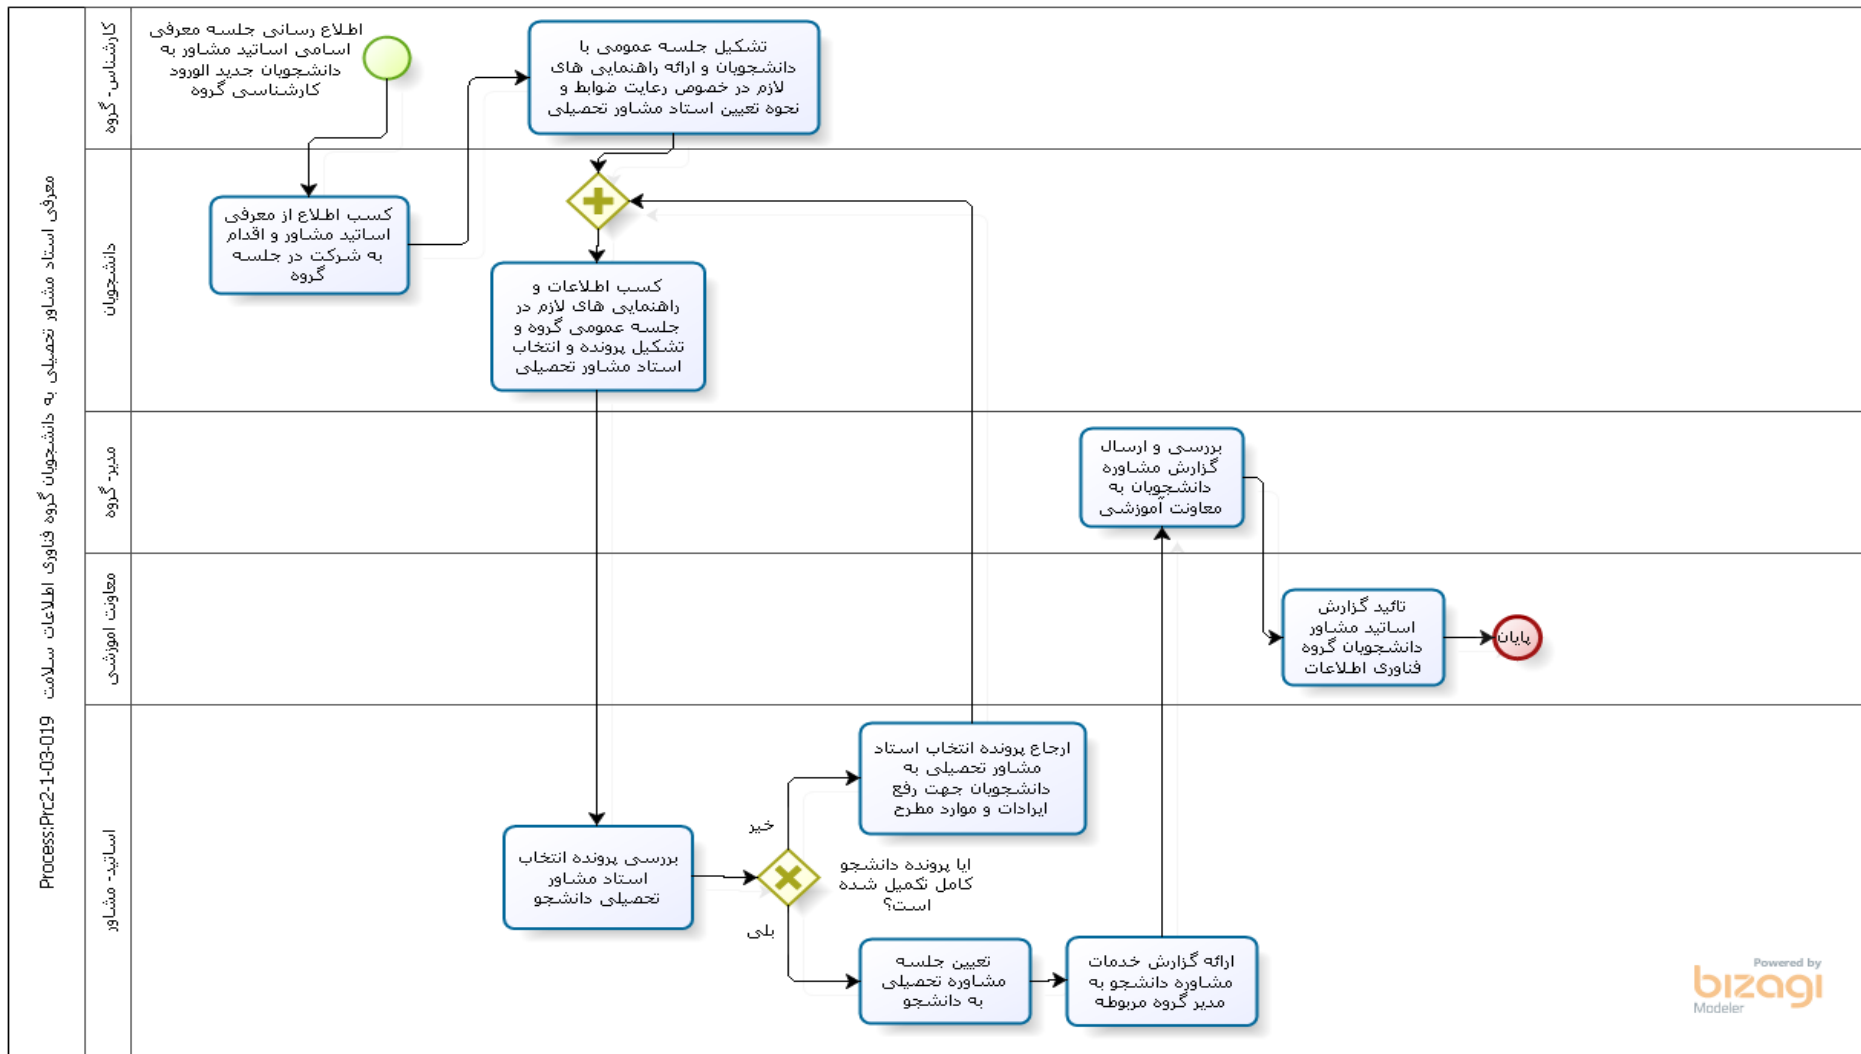 معرفی استاد مشاور تحصیلی به دانشجویان گروه فناوری اطلاعات سلامت
Process:Prc2-1-03-019
کارشناس- گروه
اطلاع رسانی جلسه معرفی
اسامی اساتید مشاور به
دانشجویان جدید الورود
کارشناسی گروه
تشکیل جلسه عمومی با
دانشجویان و ارائه راهنمایی های
لازم در خصوص رعایت ضوابط و
نحوه تعیین استاد مشاور تحصیلی
دانشجویان
کسب اطلاع از معرفی
اساتید مشاور و اقدام
به شرکت در جلسه
گروه
کسب اطلاعات و
راهنمایی های لازم در
جلسه عمومی گروه و
تشکیل پرونده و انتخاب
استاد مشاور تحصیلی
مدیر- گروه
بررسی و ارسال
گزارش مشاوره
دانشجویان به
معاونت آموزشی
معاونت اموزشی
تائید گزارش
اساتید مشاور
دانشجویان گروه
فناوری اطلاعات
پایان
اساتید- مشاور
بررسی پرونده انتخاب
استاد مشاور
تحصیلی دانشجو
ایا پرونده دانشجو
کامل تکمیل شده
است؟
خیر
ارجاع پرونده انتخاب استاد
مشاور تحصیلی به
دانشجویان جهت رفع
ایرادات و موارد مطرح
بلی
تعیین جلسه
مشاوره تحصیلی
به دانشجو
ارائه گزارش خدمات
مشاوره دانشجو به
مدیر گروه مربوطه
Powered by
bizagi
Modeler